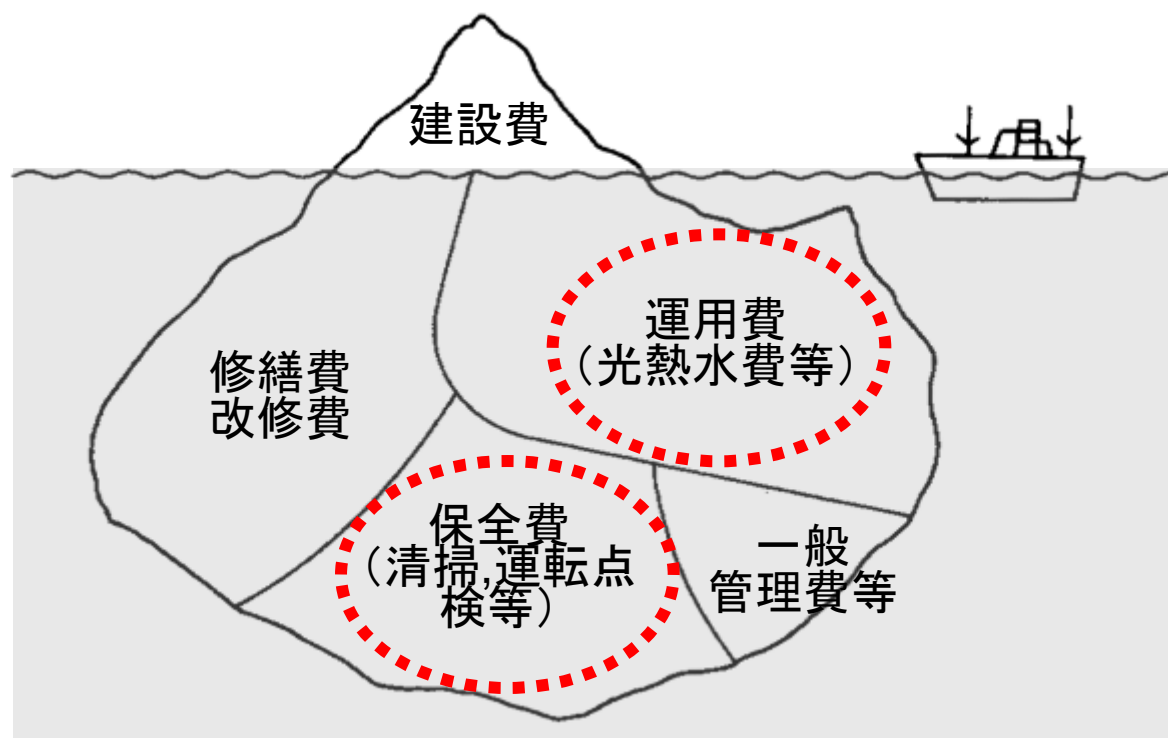 建設費
運用費
（光熱水費等）
修繕費
改修費
保全費
（清掃,運転点
検等）
一般
管理費等